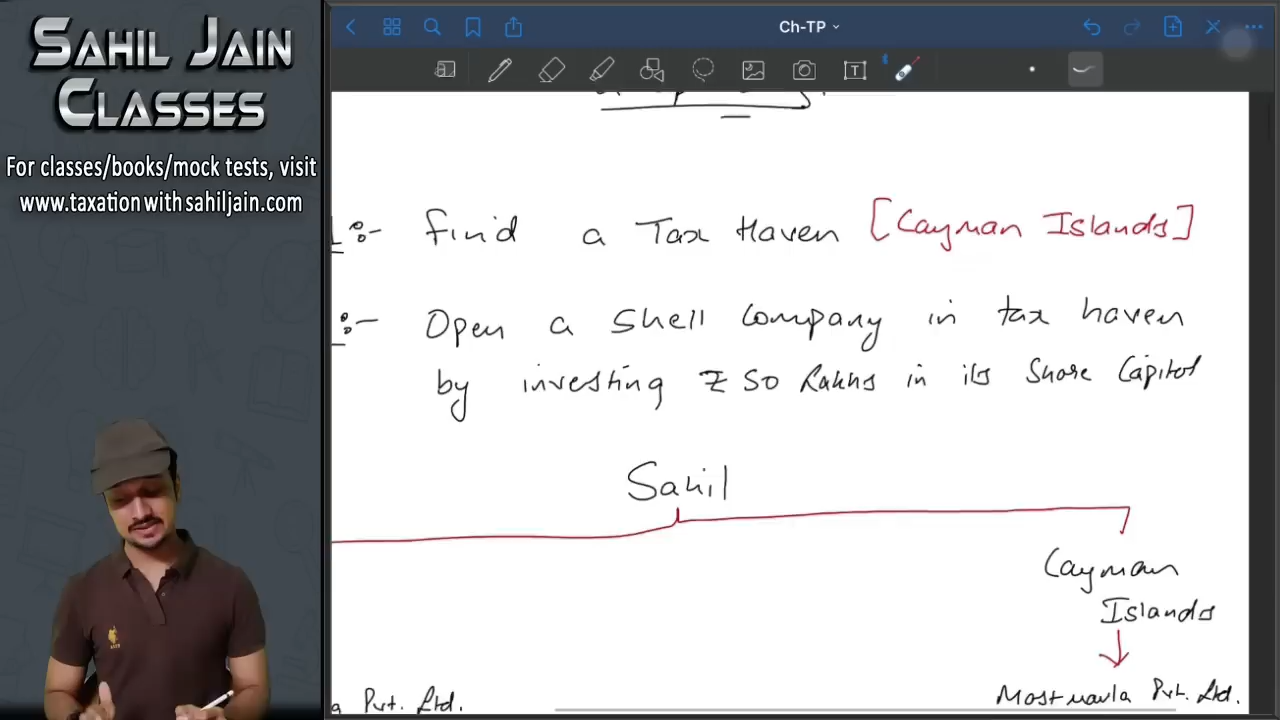 SAHIL JAIN
CLASSES
For classes/books/mock tests, visit
www.taxationwithsahiljain.com
Ch-TP
T
1:- Find a Tax Haven [Cayman Islands]
:- Open a Shell Company in tax haven
by investing ₹ 50 Lakhs in its Share Capital
Sahil
Cayman
Islands
a Pvt. Ltd.
Pvt. Ltd.